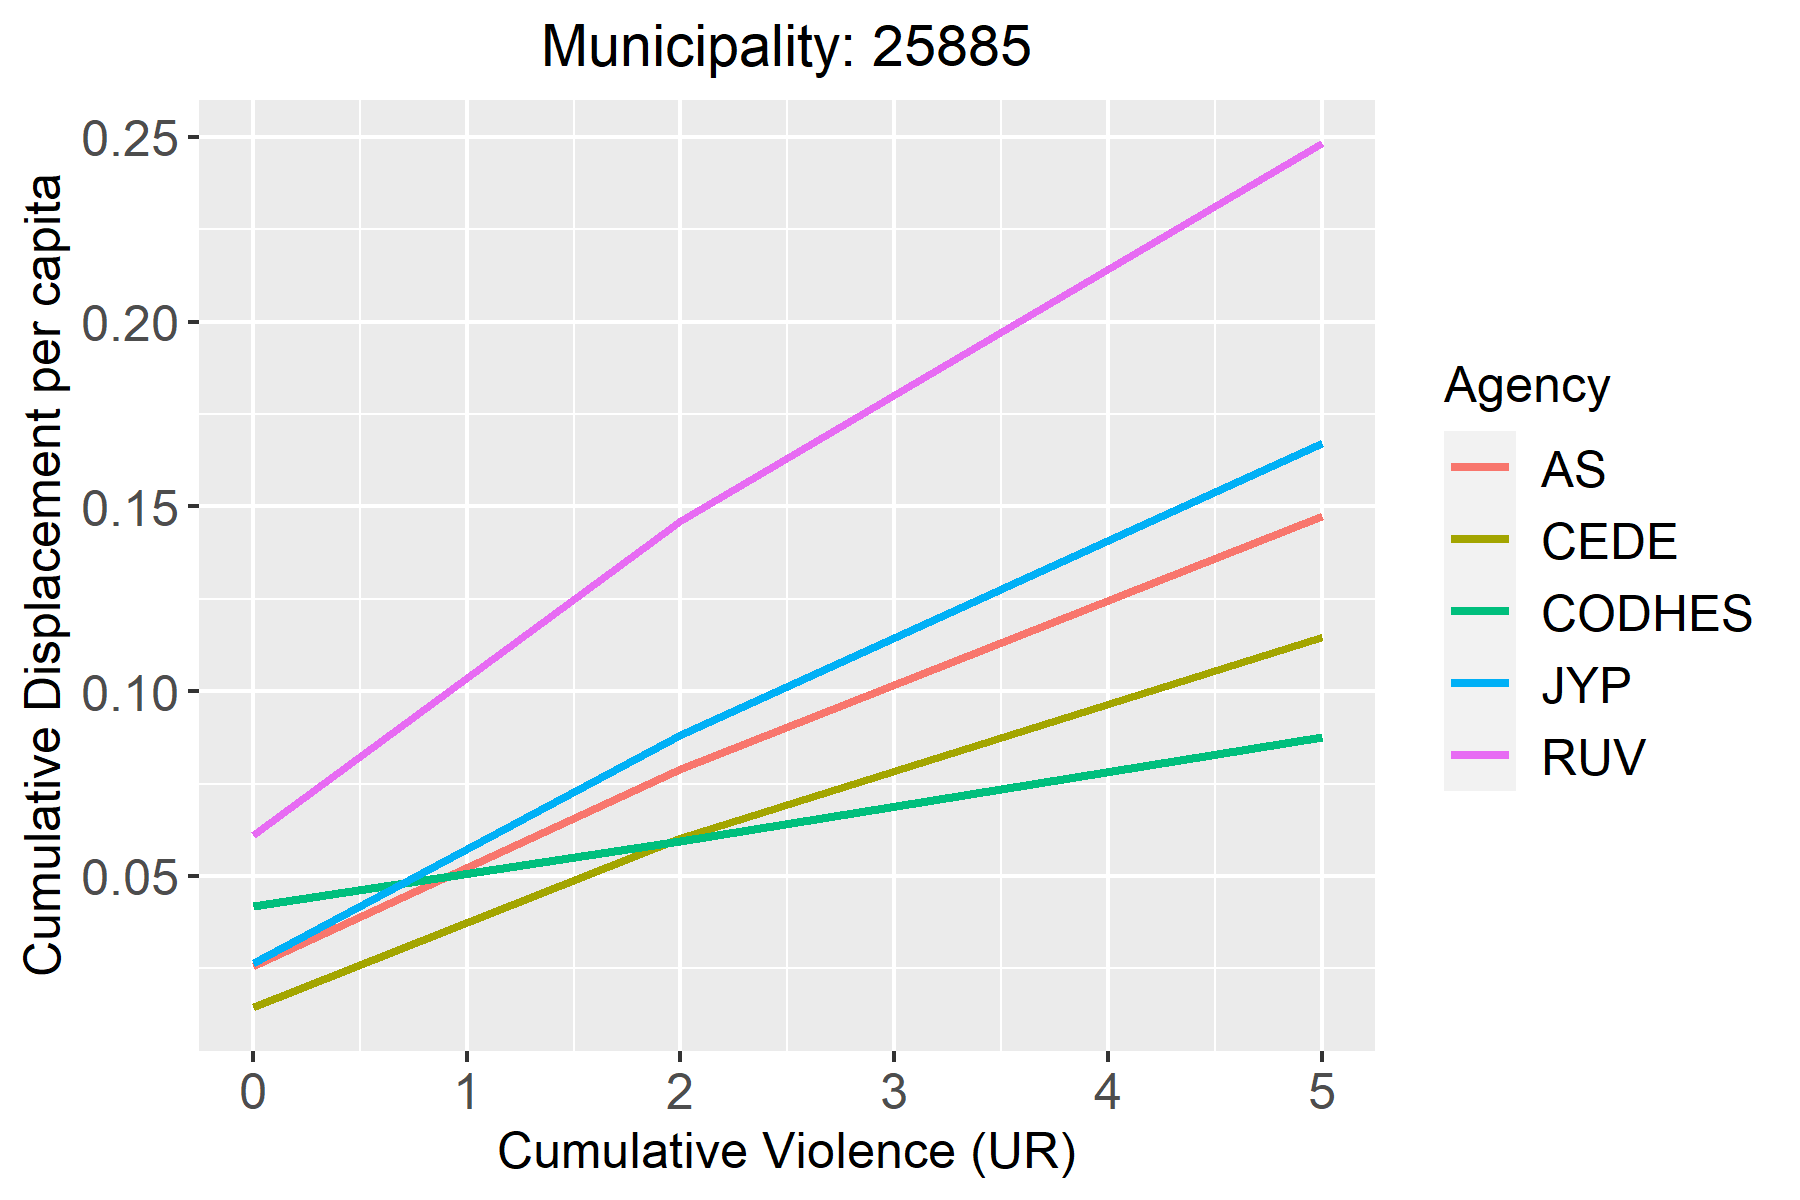 Municipality: 25885
Cumulative Displacement per capita
0.25
0.20
0.15
0.10
0.05
0 1 2 3 4 5
Cumulative Violence (UR)
Agency
AS
CEDE
CODHES
JYP
RUV